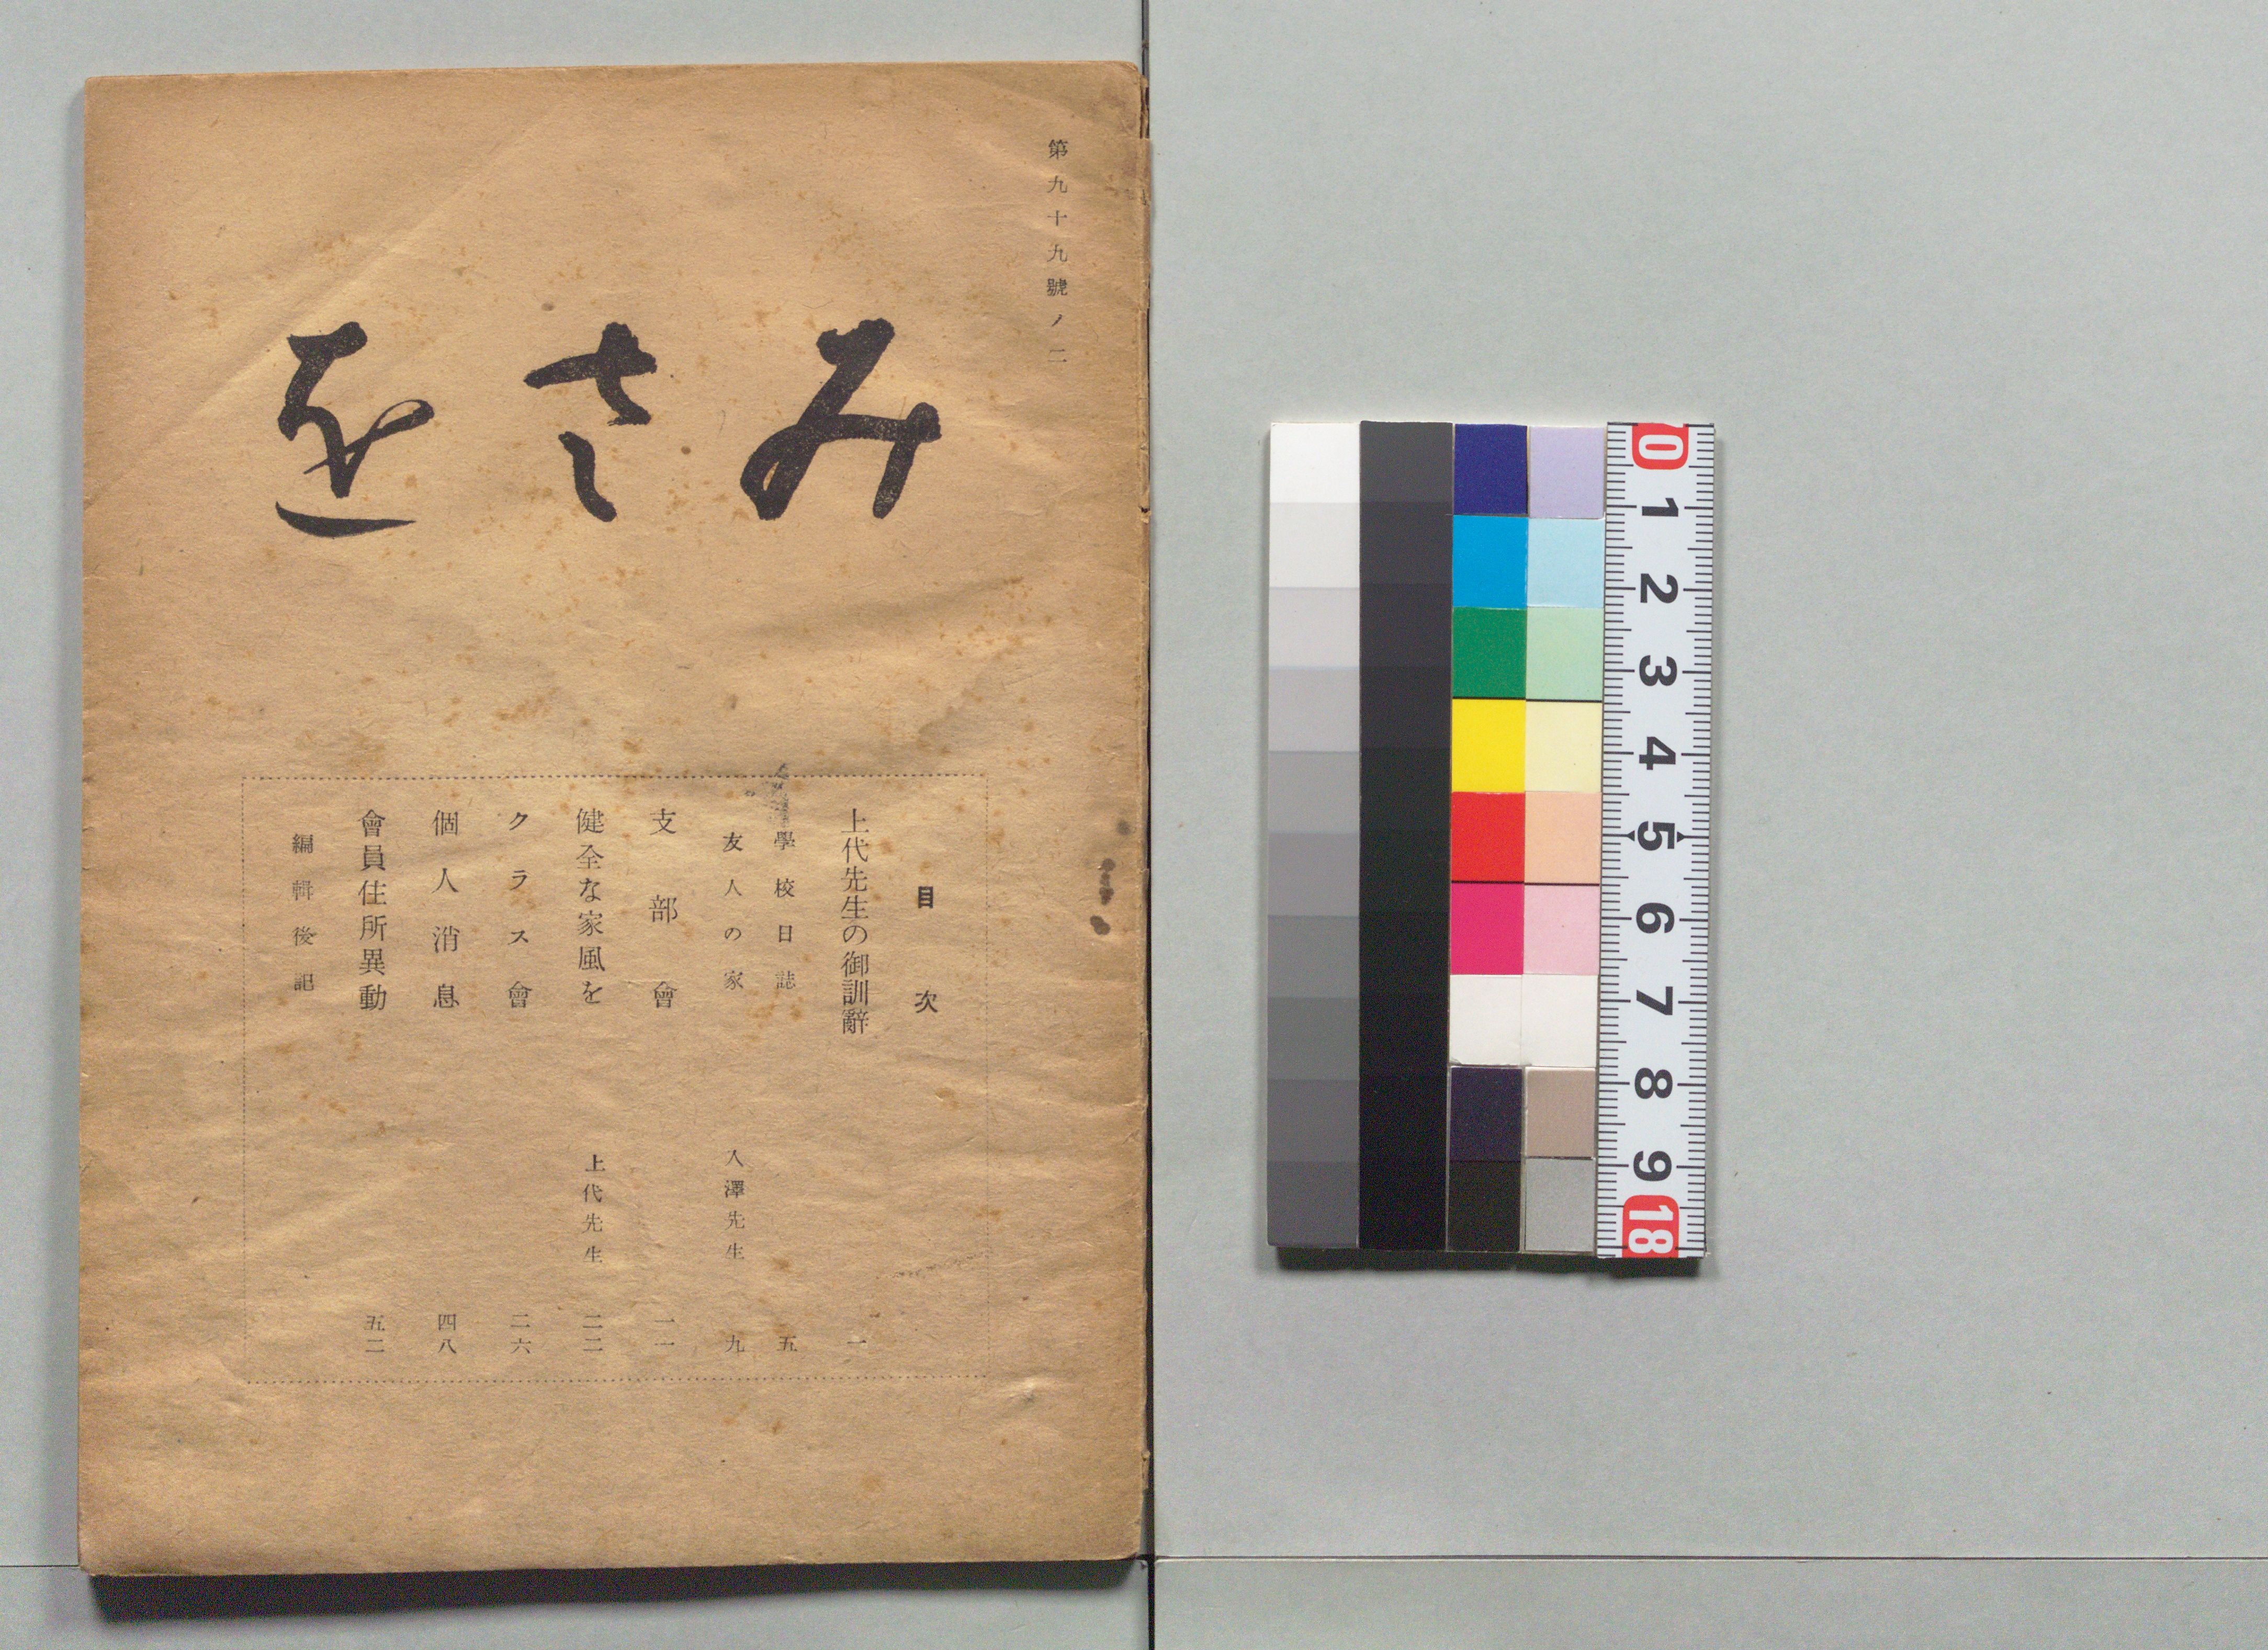 第九十九號ノ二
みさを
目次
上代先生の御訓辭 一
學校日誌 五
友人の家 入澤先生 九
支部會 一一
健全な家風を 上代先生 二二
クラス會 二六
個人消息 四八
會員住所異動 五二
編輯後記
0 1 2 3 4 5 6 7 8 9 18